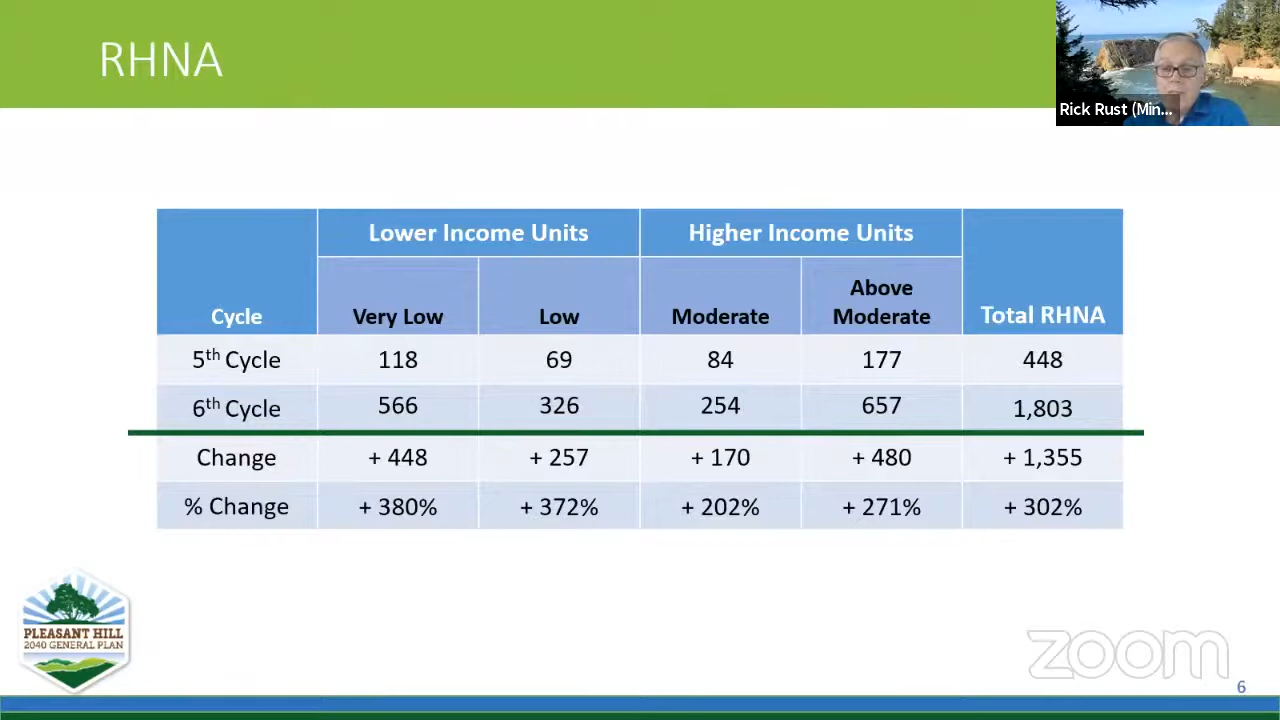 RHNA
Rick Rust (Min...
Lower Income Units
Higher Income Units
Cycle
Very Low
Low
Moderate
Above
Moderate
Total RHNA
5th Cycle 118 69 84 177 448
6th Cycle 566 326 254 657 1,803
Change + 448 + 257 + 170 + 480 + 1,355
% Change + 380% + 372% + 202% + 271% + 302%
PLEASANT HILL
2040 GENERAL PLAN
zoom
6